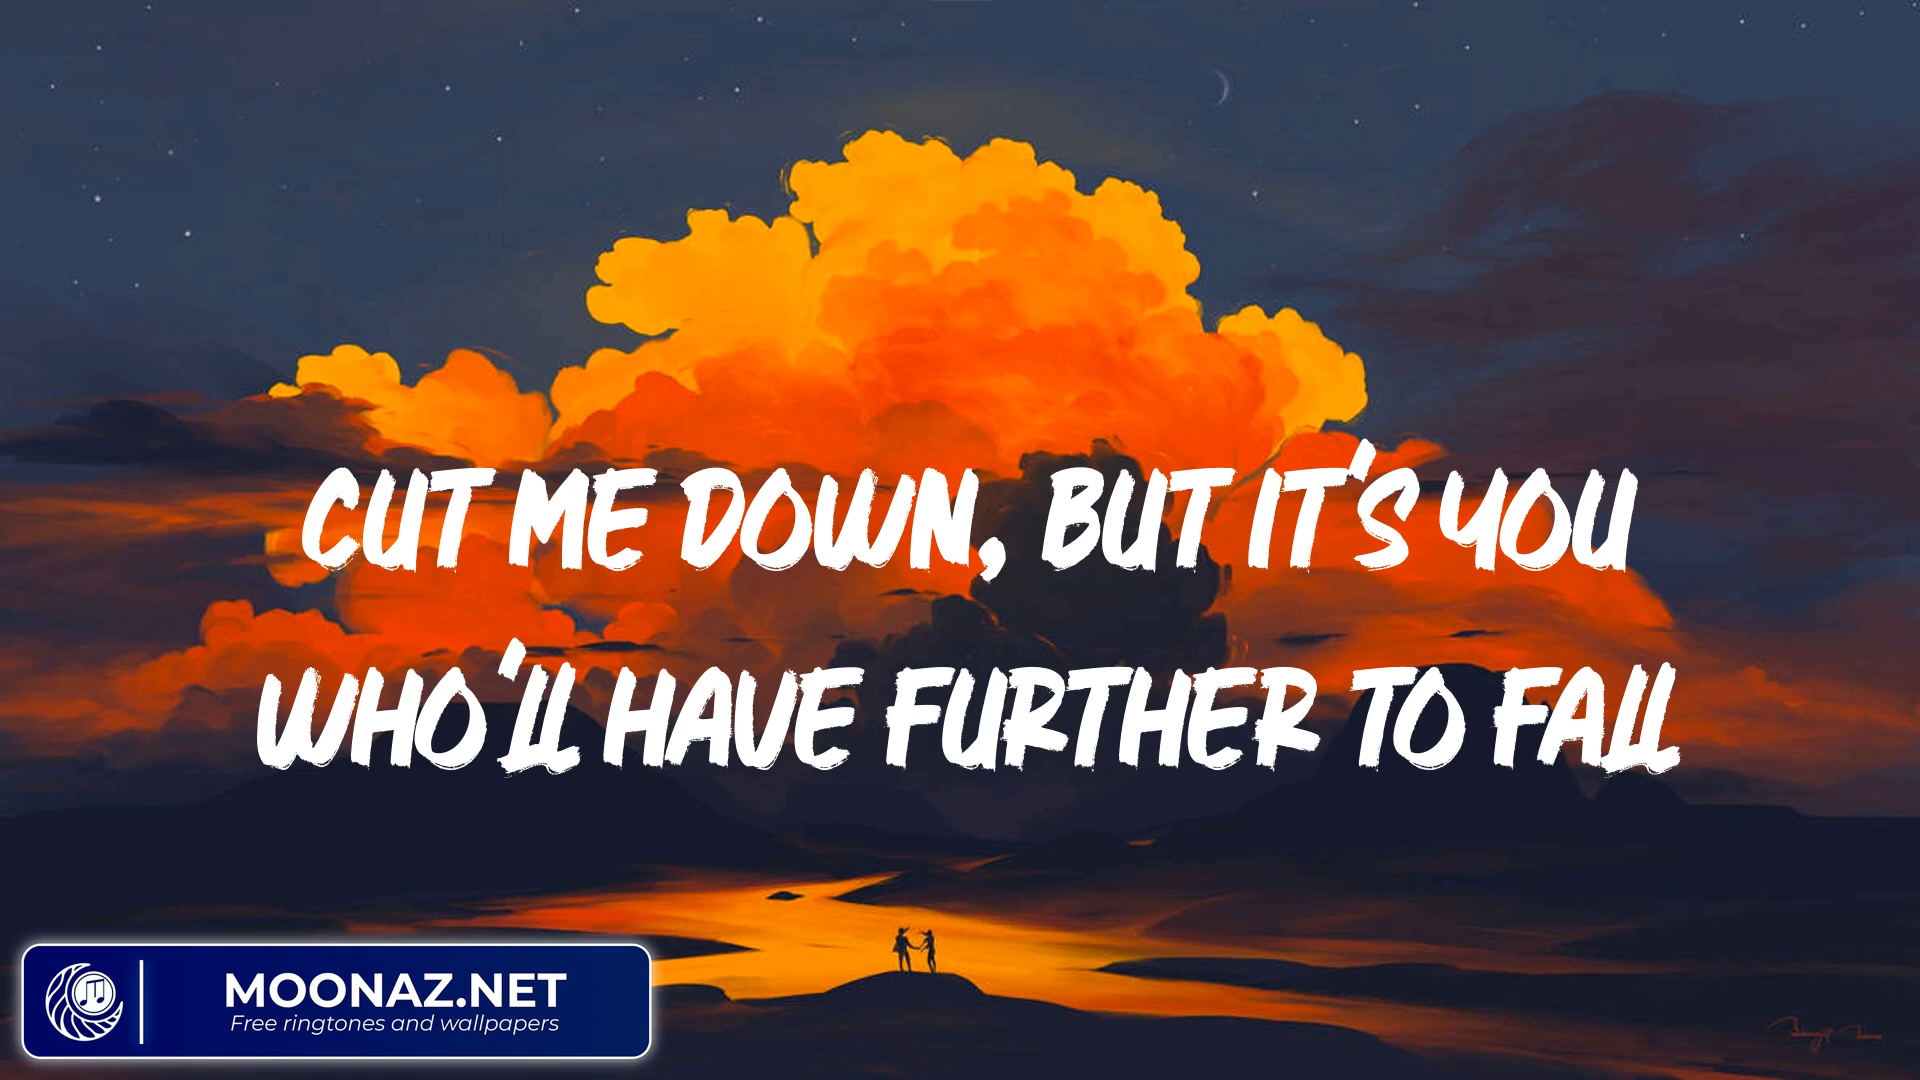 CUT ME DOWN, BUT IT'S YOU
WHO'LL HAVE FURTHER TO FALL
MOONAZ.NET
Free ringtones and wallpapers